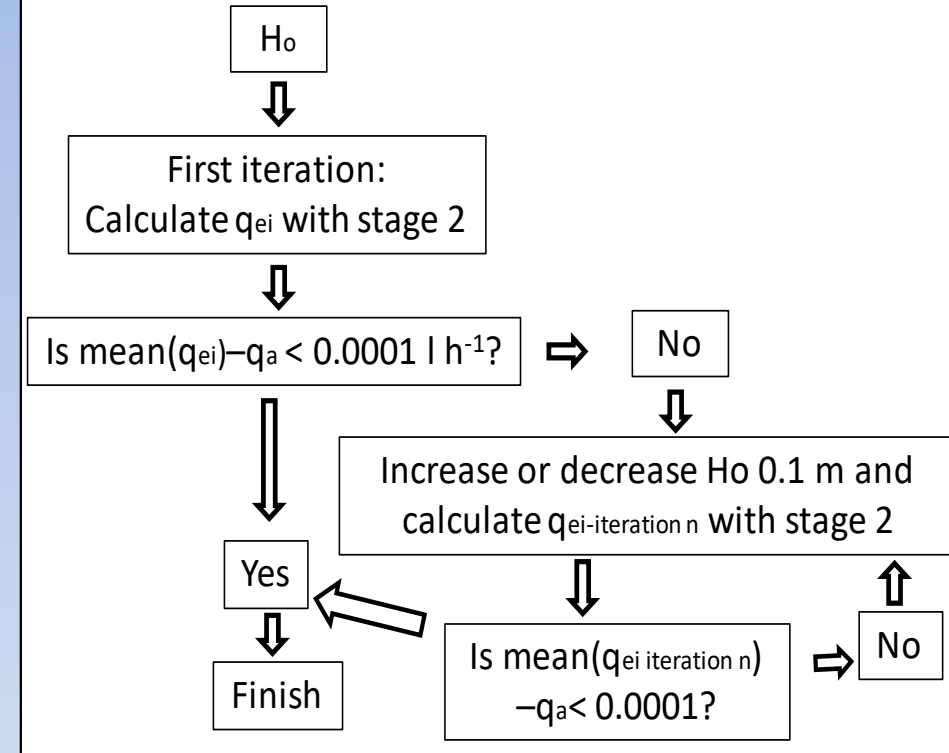 Ho
First iteration:
Calculate qei with stage 2
Is mean(qei)–qa < 0.0001 l h-1?
No
Increase or decrease Ho 0.1 m and
calculate qei-iteration n with stage 2
Yes
Is mean(qei iteration n)
–qa< 0.0001?
No
Finish